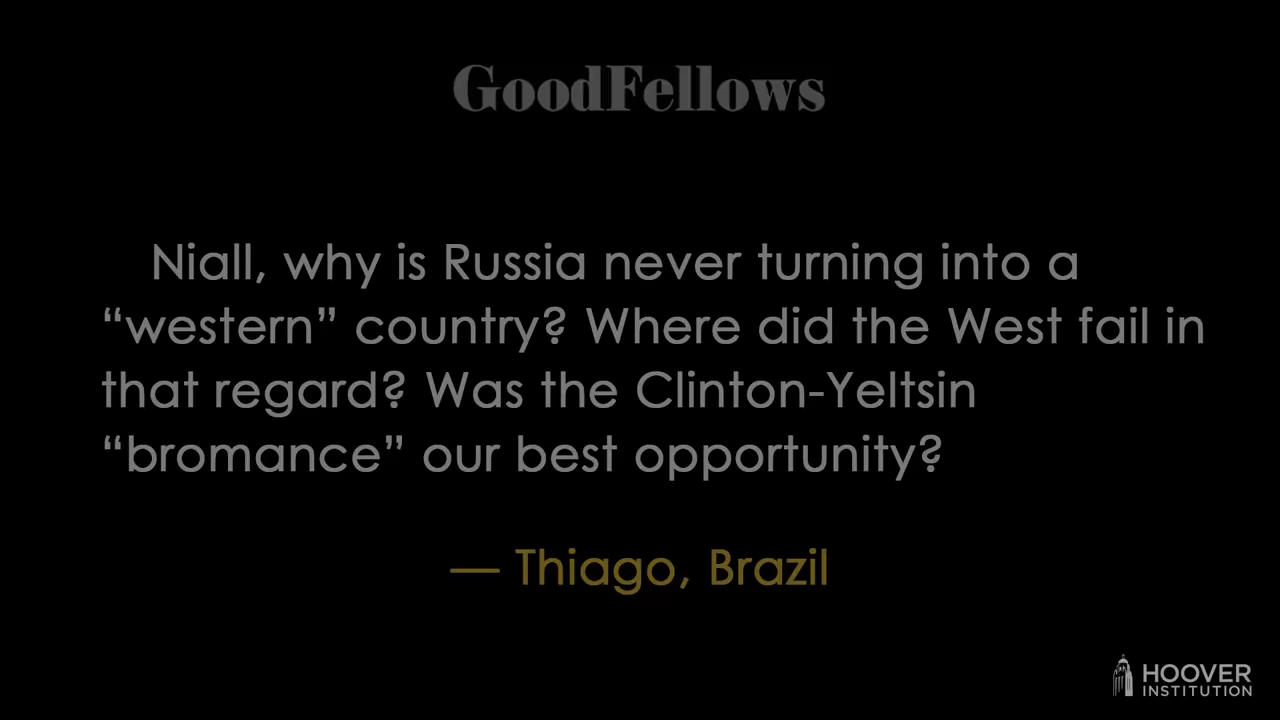 GoodFellows
Niall, why is Russia never turning into a
“western” country? Where did the West fail in
that regard? Was the Clinton-Yeltsin
“bromance” our best opportunity?
— Thiago, Brazil
HOOVER
INSTITUTION